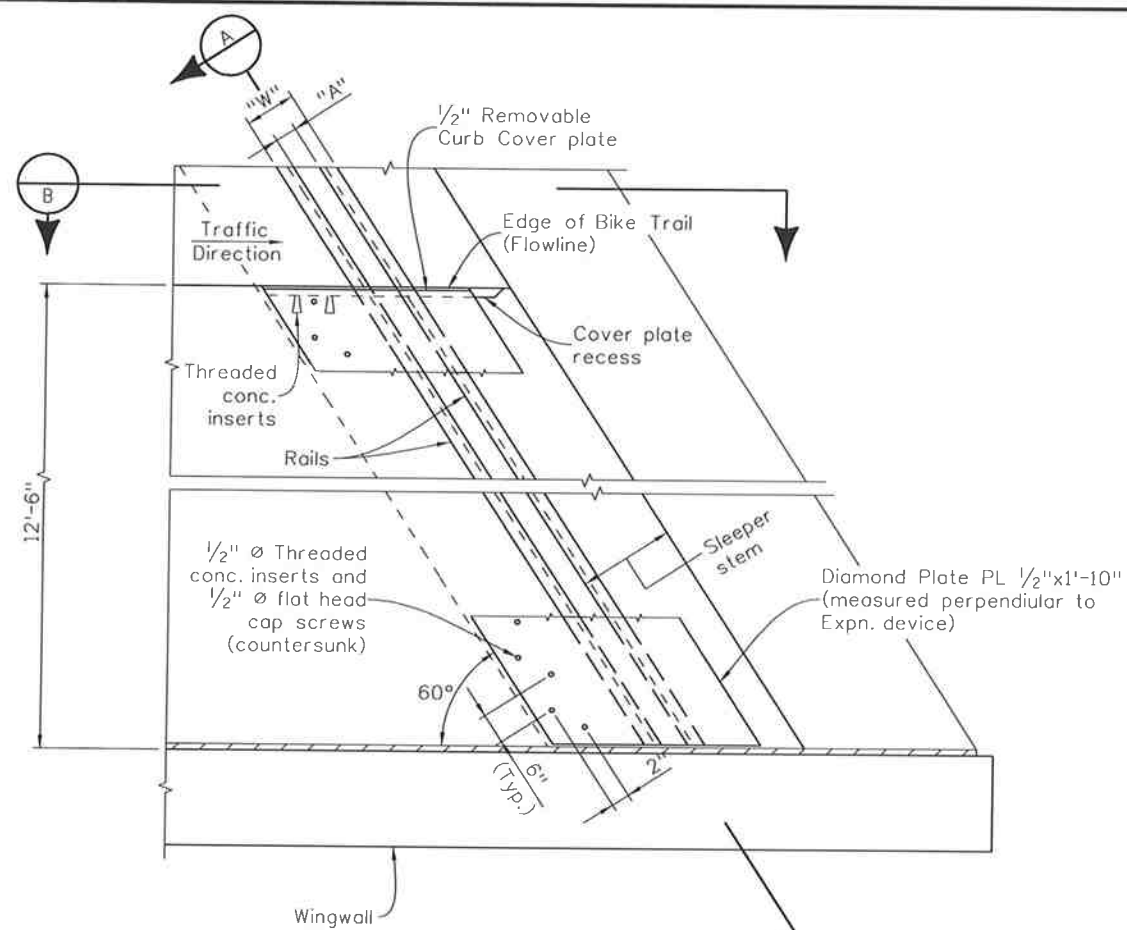 A
"W"
"A"
1/2" Removable
Curb Cover plate
B
Traffic
Direction
Edge of Bike Trail
(Flowline)
Cover plate
recess
Threaded
conc.
inserts
Rails
12'-6"
Sleeper
stem
1/2" Ø Threaded
conc. inserts and
1/2" Ø flat head
cap screws
(countersunk)
Diamond Plate PL 1/2"x1'-10"
(measured perpendiular to
Expn. device)
60°
6"
(Typ.)
2"
Wingwall